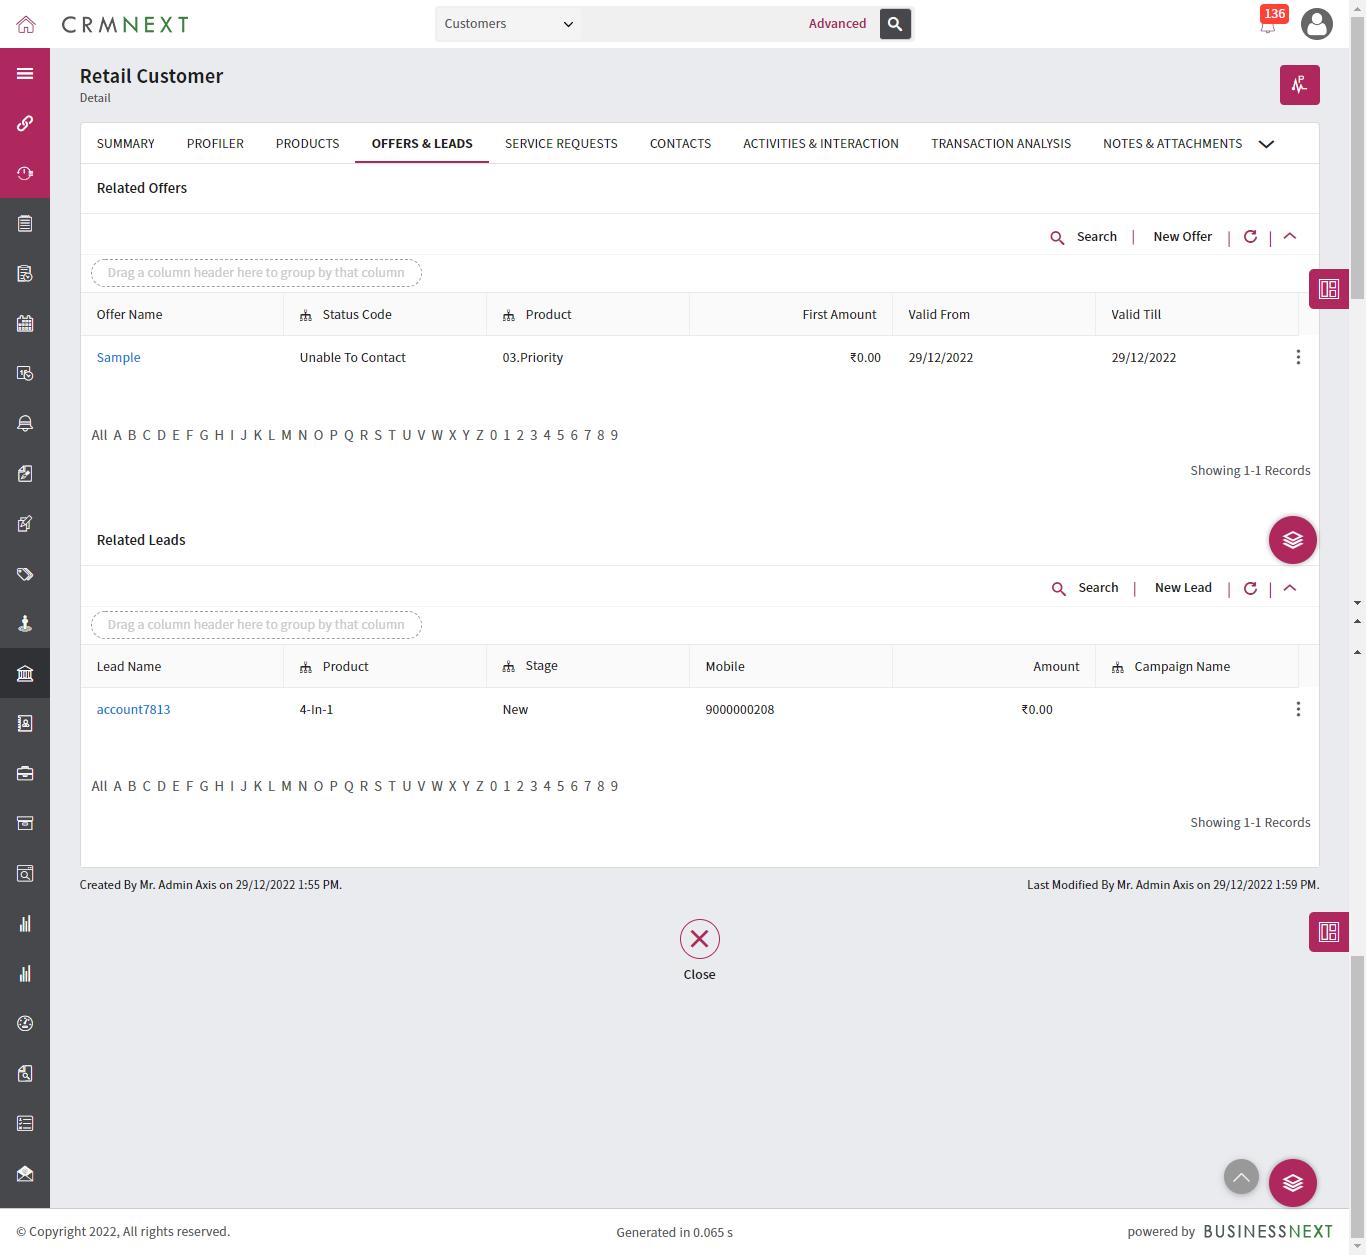 CRMNEXT
Customers
Advanced
136
Retail Customer
Detail
SUMMARY PROFILER PRODUCTS OFFERS & LEADS SERVICE REQUESTS CONTACTS ACTIVITIES & INTERACTION TRANSACTION ANALYSIS NOTES & ATTACHMENTS
Related Offers
Search | New Offer | |
Drag a column header here to group by that column
Offer Name Status Code Product First Amount Valid From Valid Till
Sample Unable To Contact 03.Priority ₹0.00 29/12/2022 29/12/2022
All A B C D E F G H I J K L M N O P Q R S T U V W X Y Z 0 1 2 3 4 5 6 7 8 9
Showing 1-1 Records
Related Leads
Search | New Lead | |
Drag a column header here to group by that column
Lead Name Product Stage Mobile Amount Campaign Name
account7813 4-In-1 New 9000000208 ₹0.00
All A B C D E F G H I J K L M N O P Q R S T U V W X Y Z 0 1 2 3 4 5 6 7 8 9
Showing 1-1 Records
Created By Mr. Admin Axis on 29/12/2022 1:55 PM. Last Modified By Mr. Admin Axis on 29/12/2022 1:59 PM.
Close
© Copyright 2022, All rights reserved. Generated in 0.065 s powered by BUSINESSNEXT